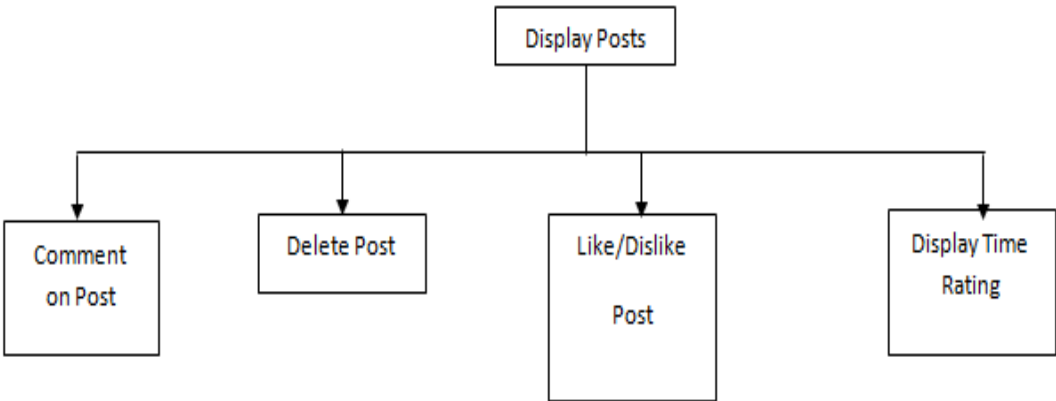 Display Posts
Comment
on Post
Delete Post
Like/Dislike
Post
Display Time
Rating